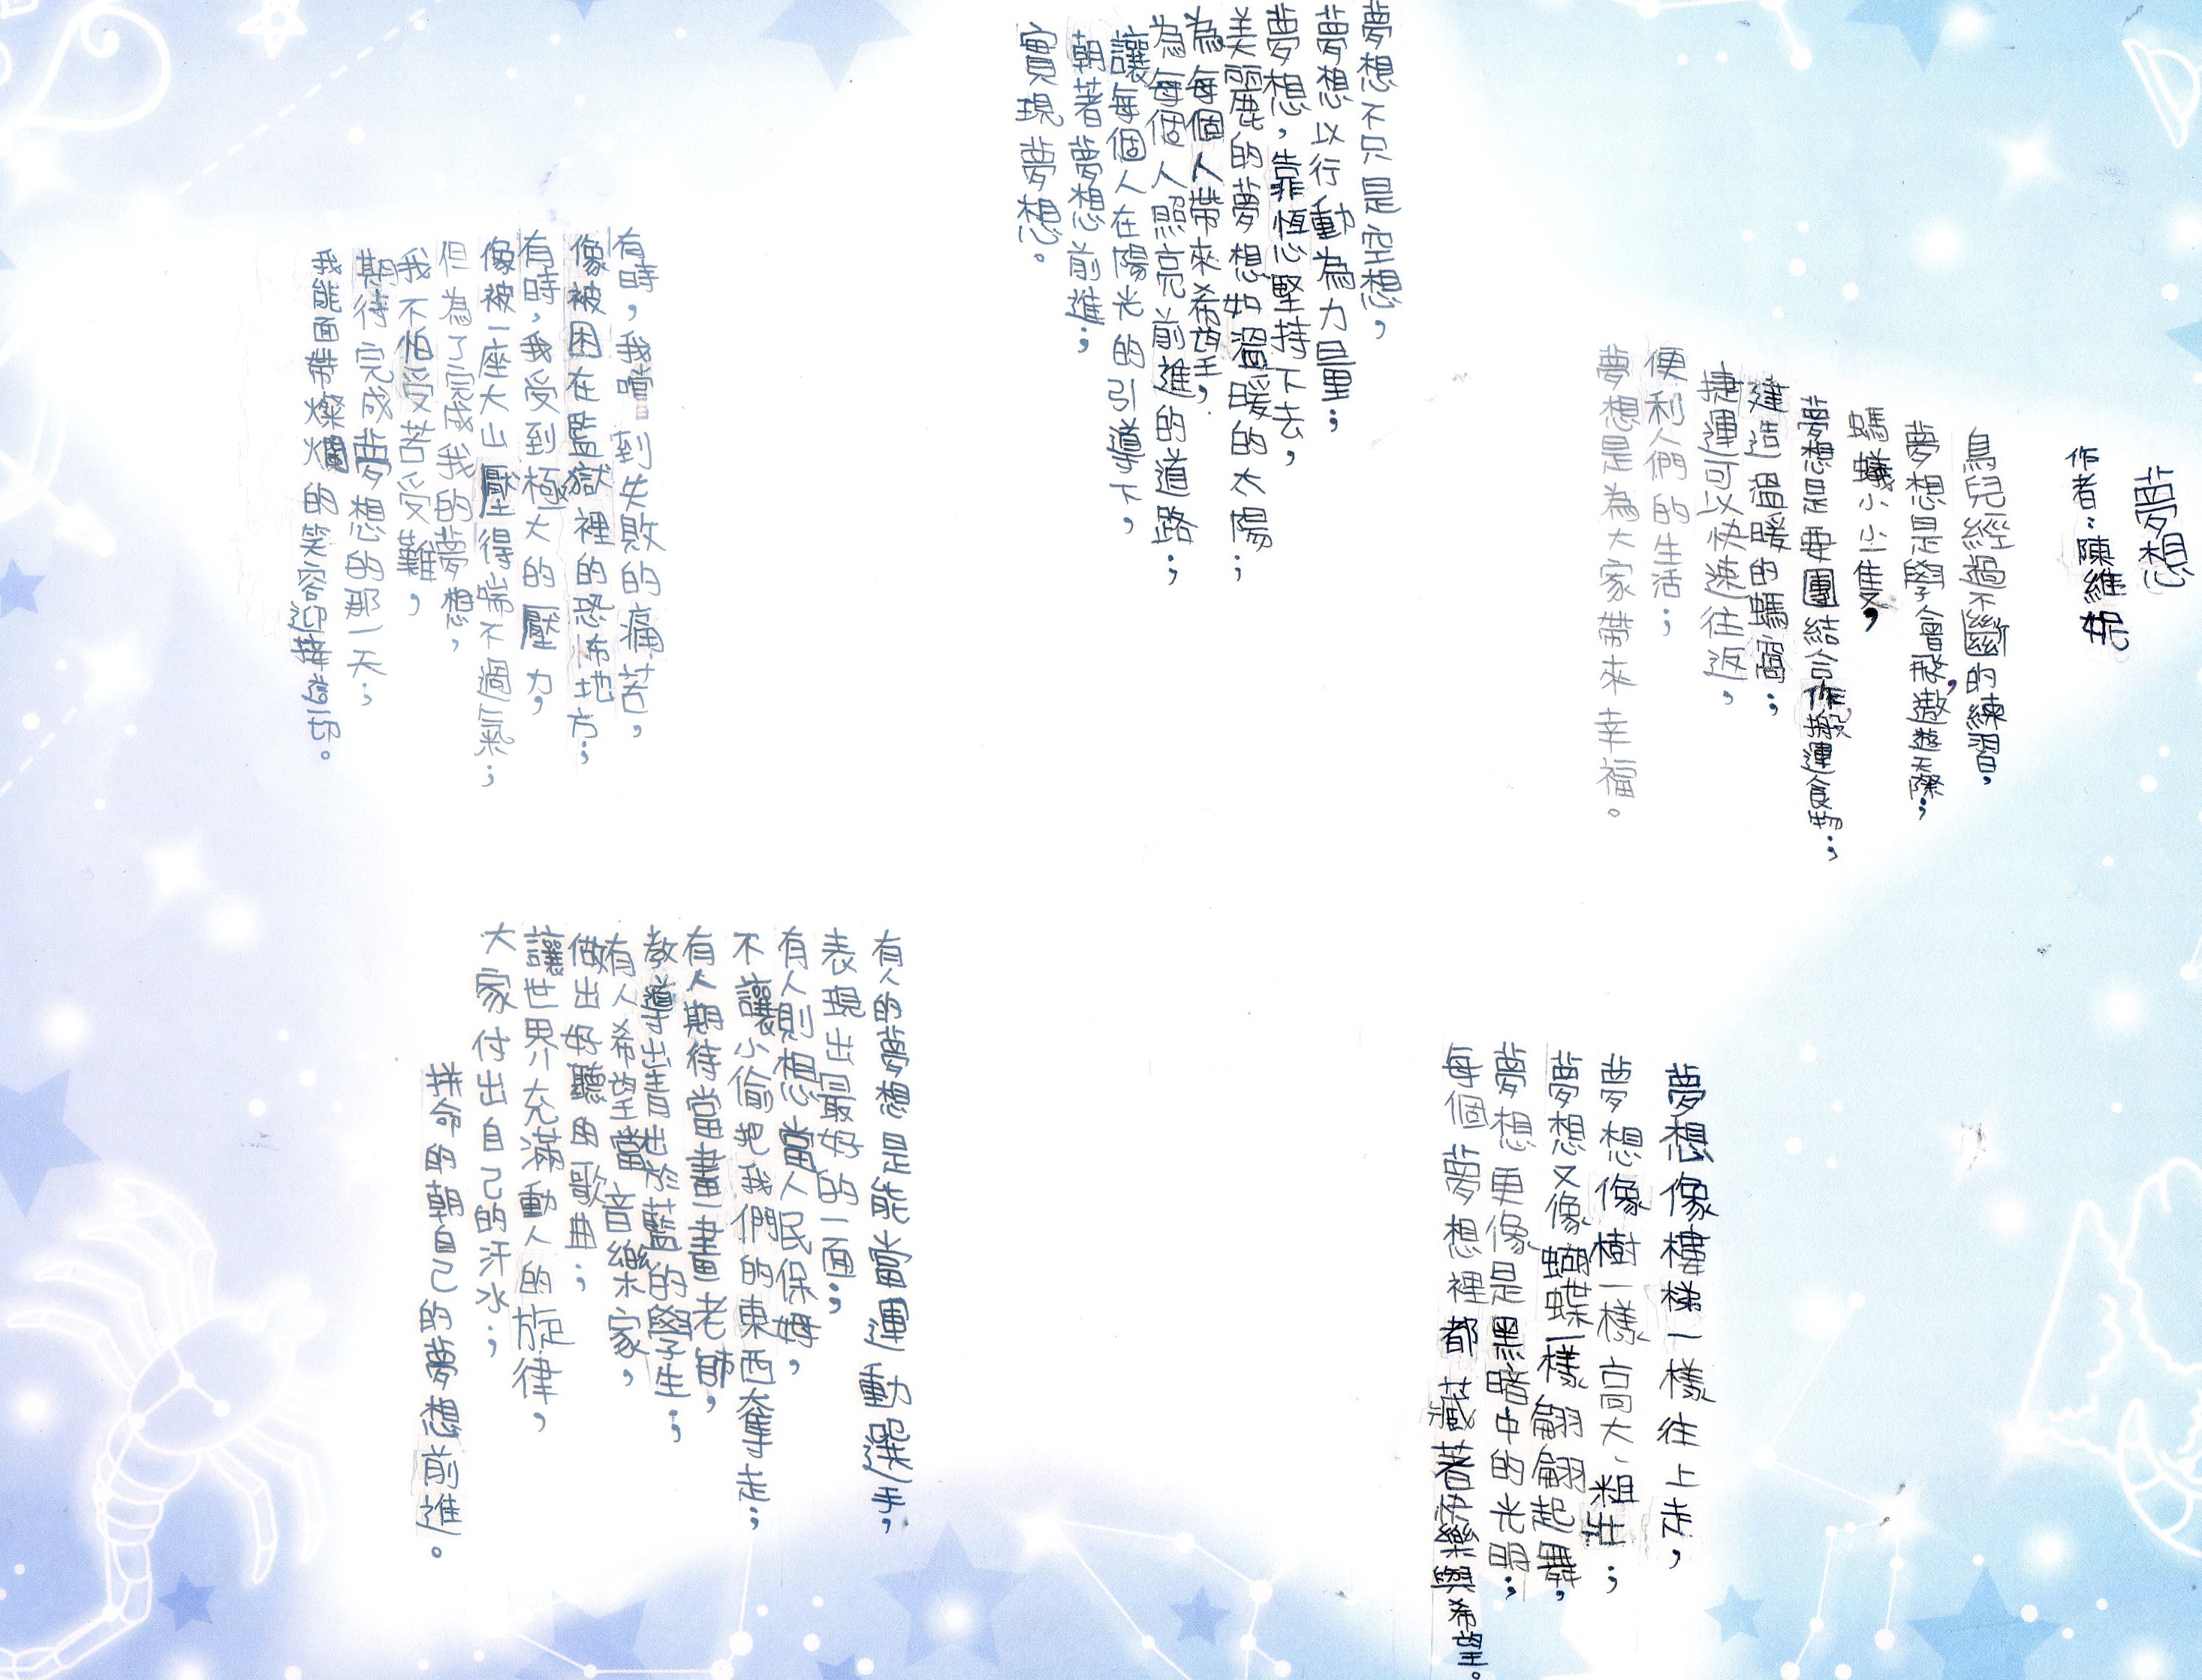 夢想
作者：陳維妮
鳥兒經過不斷的練習，
夢想是學會飛，遨遊天際；
螞蟻小小一隻，
夢想是要團結合作，搬運食物；
建造溫暖的螞窩；
捷運可以快速往返，
便利人們的生活；
夢想是為大家帶來幸福。
夢想像樓梯一樣往上走，
夢想像樹一樣高大、粗壯；
夢想又像蝴蝶一樣翩翩起舞，
夢想更像是黑暗中的光明；
每個夢想裡都藏著快樂與希望。
夢想不只是空想，
夢想以行動為力量；
夢想，靠恆心堅持下去，
美麗的夢想如溫暖的太陽；
為每個人帶來希望，
為每個人照亮前進的道路；
讓每個人在陽光的引導下，
朝著夢想前進；
實現夢想。
有人的夢想是能當運動選手，
表現出最好的一面；
有人則想當人民保姆，
不讓小偷把我們的東西奪走；
有人期待當畫畫老師，
教導出青出於藍的學生；
有人希望當音樂家，
做出好聽的歌曲；
讓世界充滿動人的旋律，
大家付出自己的汗水；
拼命的朝自己的夢想前進。
有時，我嚐到失敗的痛苦，
像被困在監獄裡的恐怖地方；
有時，我受到極大的壓力，
像被一座大山壓得喘不過氣；
但為了完成我的夢想，
我不怕受苦受難，
期待完成夢想的那一天；
我能面帶燦爛的笑容迎接這一切。